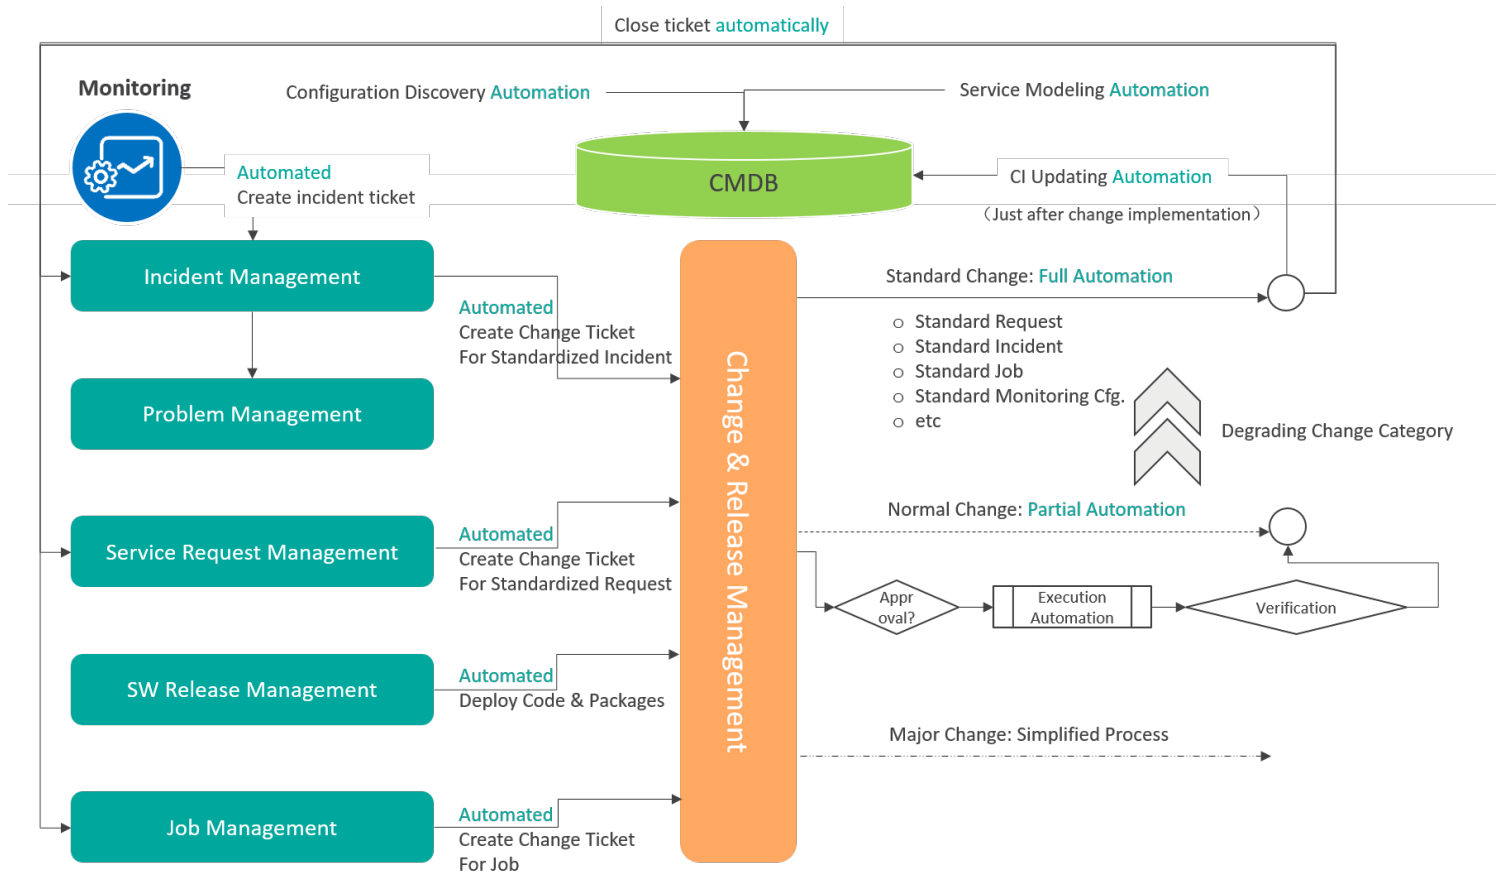 Close ticket automatically
Monitoring
Configuration Discovery Automation
Service Modeling Automation
Automated
Create incident ticket
CMDB
CI Updating Automation
（Just after change implementation）
Incident Management
Automated
Create Change Ticket
For Standardized Incident
Problem Management
Service Request Management
Automated
Create Change Ticket
For Standardized Request
SW Release Management
Automated
Deploy Code & Packages
Job Management
Automated
Create Change Ticket
For Job
Change & Release Management
Standard Change: Full Automation
o Standard Request
o Standard Incident
o Standard Job
o Standard Monitoring Cfg.
o etc
Degrading Change Category
Normal Change: Partial Automation
Appr
oval?
Execution
Automation
Verification
Major Change: Simplified Process